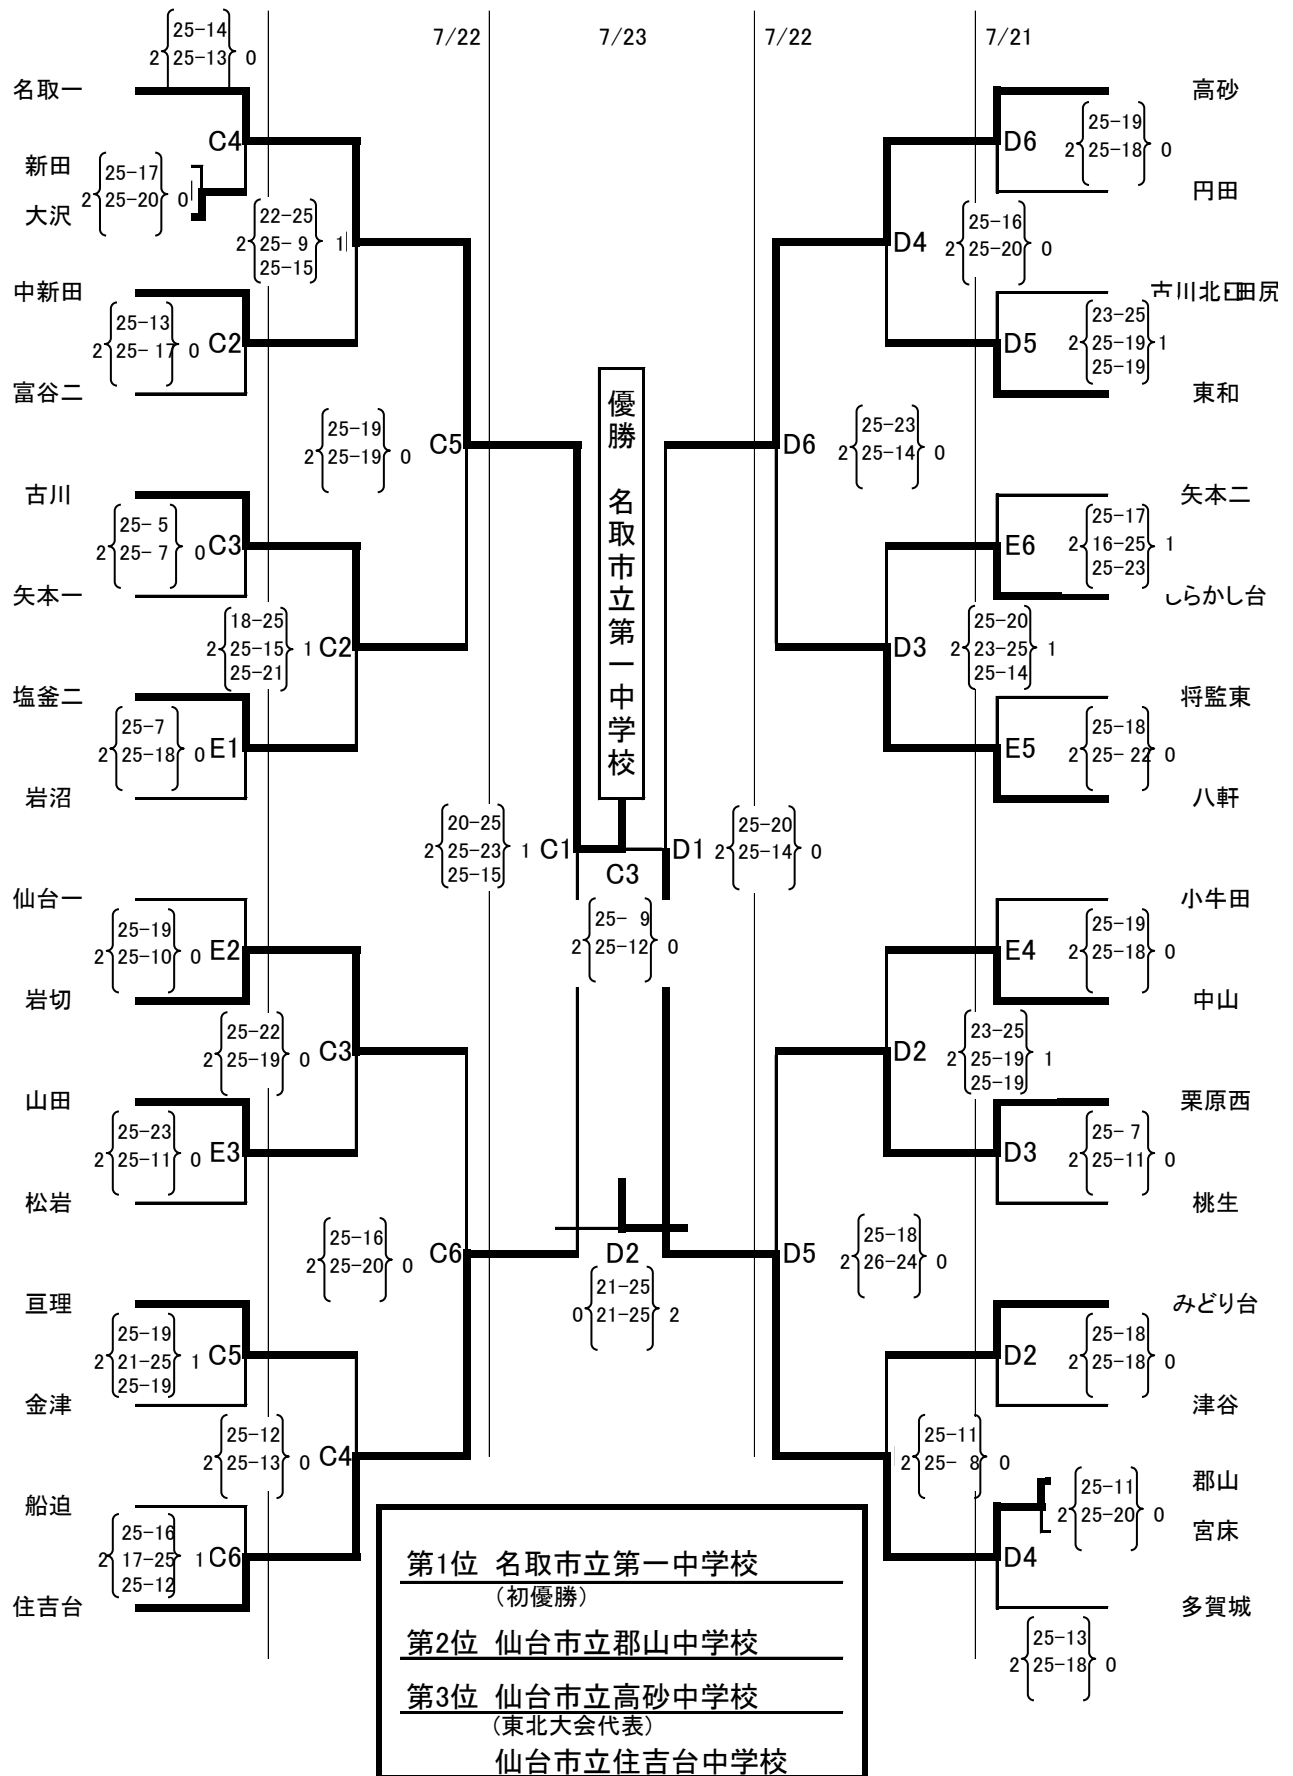 7/22
7/23
7/22
7/21
25-14
2 25-13 0
名取一
C4
新田
25-17
2 25-20 0
大沢
22-25
2 25- 9 1
25-15
中新田
25-13
2 25- 17 0
C2
富谷二
25-19
2 25-19 0
C5
古川
25- 5
2 25- 7 0
C3
矢本一
18-25
2 25-15 1
25-21
C2
塩釜二
25-7
2 25-18 0
E1
岩沼
20-25
2 25-23 1
25-15
C1
仙台一
25-19
2 25-10 0
E2
岩切
25-22
2 25-19 0
C3
山田
25-23
2 25-11 0
E3
松岩
25-16
2 25-20 0
C6
亘理
25-19
2 21-25 1
25-19
C5
金津
25-12
2 25-13 0
C4
船迫
25-16
2 17-25 1
25-12
C6
住吉台
優勝 名取市立第一中学校
C3
25- 9
2 25-12 0
D2
21-25
0 21-25 2
高砂
D6
25-19
2 25-18 0
円田
D4
25-16
2 25-20 0
古川北・田尻
D5
23-25
2 25-19 1
25-19
東和
D6
25-23
2 25-14 0
矢本二
E6
25-17
2 16-25 1
25-23
しらかし台
D3
25-20
2 23-25 1
25-14
将監東
E5
25-18
2 25- 22 0
八軒
D1
25-20
2 25-14 0
小牛田
E4
25-19
2 25-18 0
中山
D2
23-25
2 25-19 1
25-19
栗原西
D3
25- 7
2 25-11 0
桃生
D5
25-18
2 26-24 0
みどり台
D2
25-18
2 25-18 0
津谷
25-11
2 25- 8 0
郡山
25-11
2 25-20 0
宮床
D4
多賀城
25-13
2 25-18 0
第1位 名取市立第一中学校
(初優勝)
第2位 仙台市立郡山中学校
第3位 仙台市立高砂中学校
(東北大会代表)
仙台市立住吉台中学校